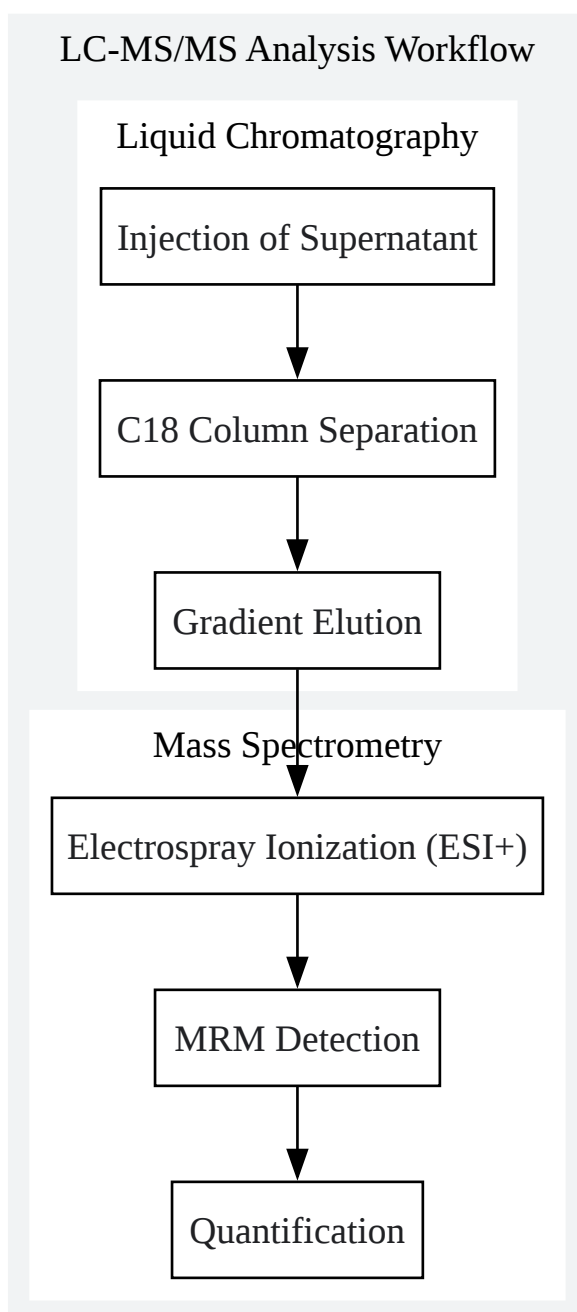 LC-MS/MS Analysis Workflow
Liquid Chromatography
Injection of Supernatant
C18 Column Separation
Gradient Elution
Mass Spectrometry
Electrospray Ionization (ESI+)
MRM Detection
Quantification